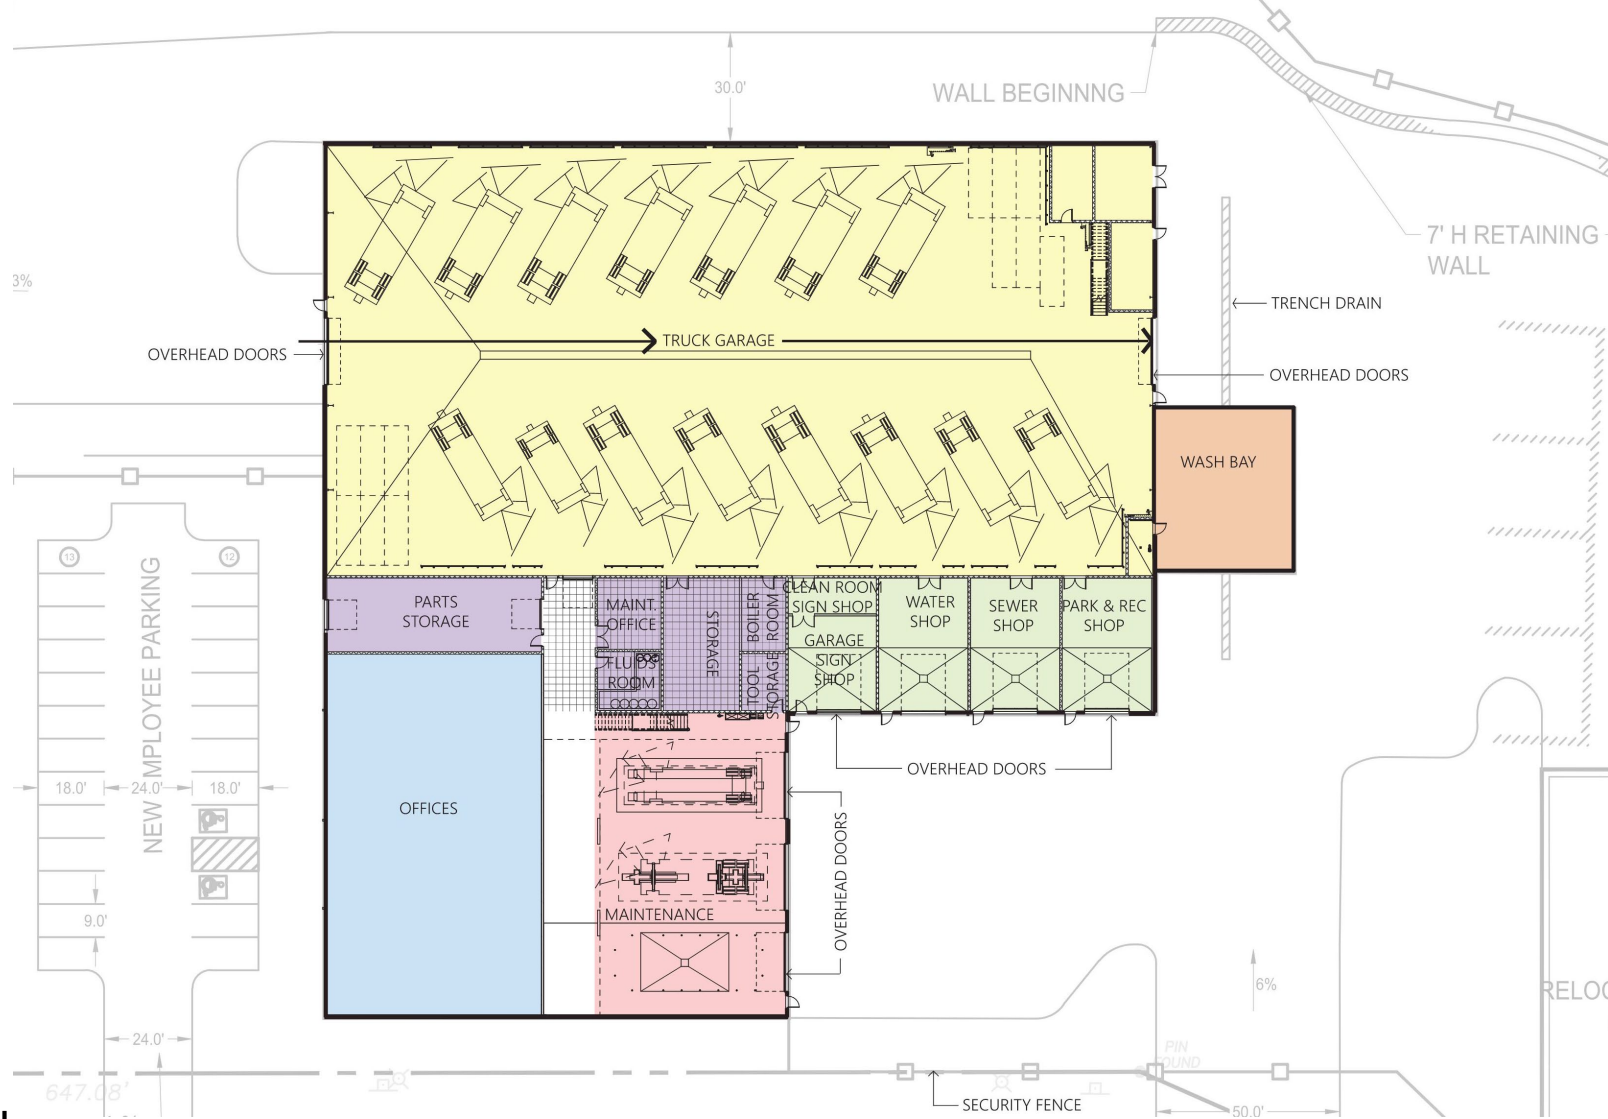 30.0'
WALL BEGINNNG
7' H RETAINING
WALL
3%
TRENCH DRAIN
OVERHEAD DOORS
TRUCK GARAGE
OVERHEAD DOORS
WASH BAY
13
12
NEW MPLOYEE PARKING
PARTS
STORAGE
MAINT.
OFFICE
FLUIDS
ROOM
STORAGE
BOILER
ROOM
TOOL
STORAGE
CLEAN ROOM
SIGN SHOP
GARAGE
SIGN
SHOP
WATER
SHOP
SEWER
SHOP
PARK & REC
SHOP
OVERHEAD DOORS
18.0'
24.0'
18.0'
OFFICES
OVERHEAD DOORS
9.0'
MAINTENANCE
6%
RELOC
24.0'
PIN
FOUND
647.08'
SECURITY FENCE
50.0'